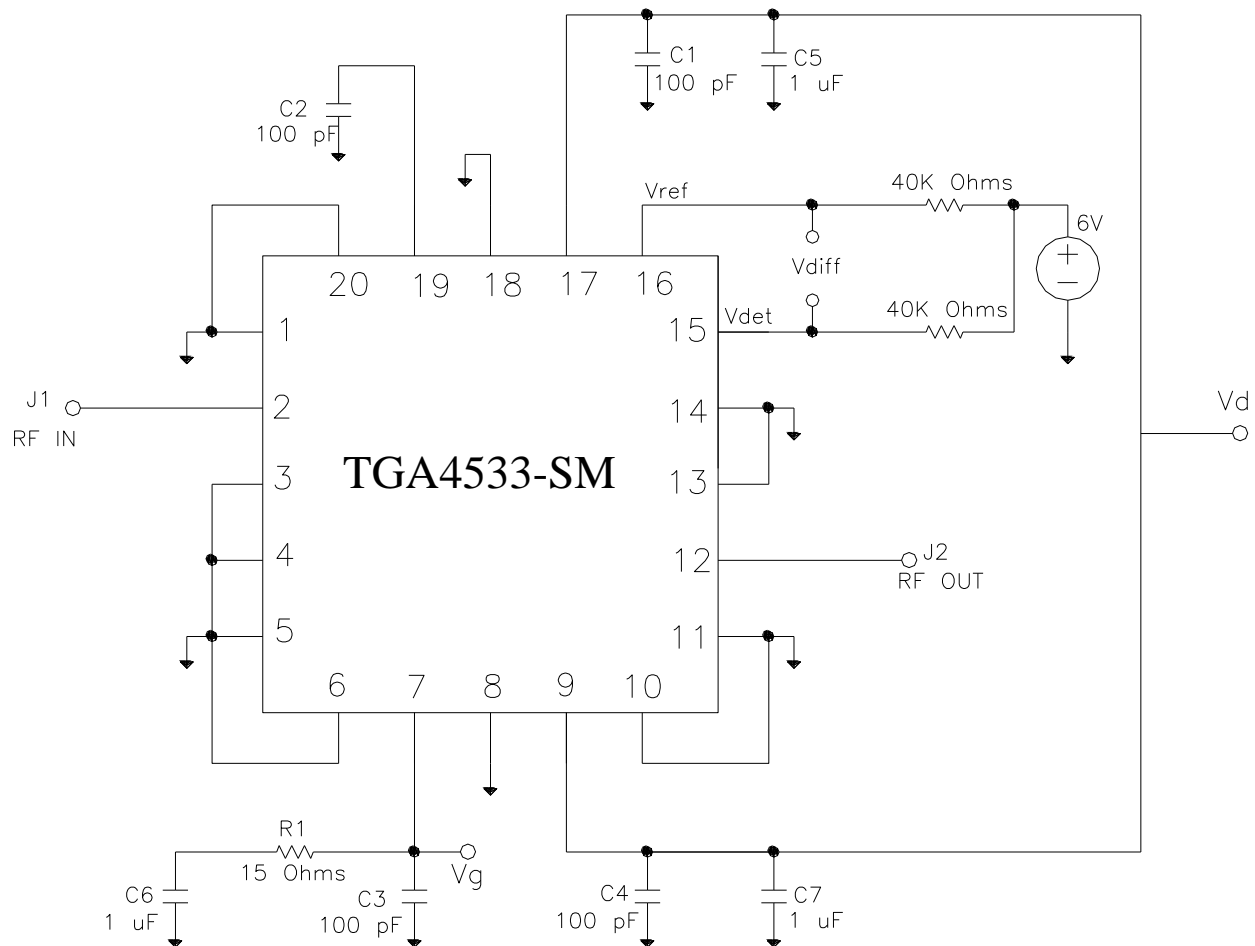 C1
100 pF
C5
1 uF
C2
100 pF
Vref
40K Ohms
6V
20
19
18
17
16
Vdiff
+
−
1
15
Vdet
40K Ohms
J1
RF IN
2
14
Vd
3
TGA4533-SM
13
4
12
J2
RF OUT
5
11
6
7
8
9
10
R1
15 Ohms
Vg
C6
1 uF
C3
100 pF
C4
100 pF
C7
1 uF